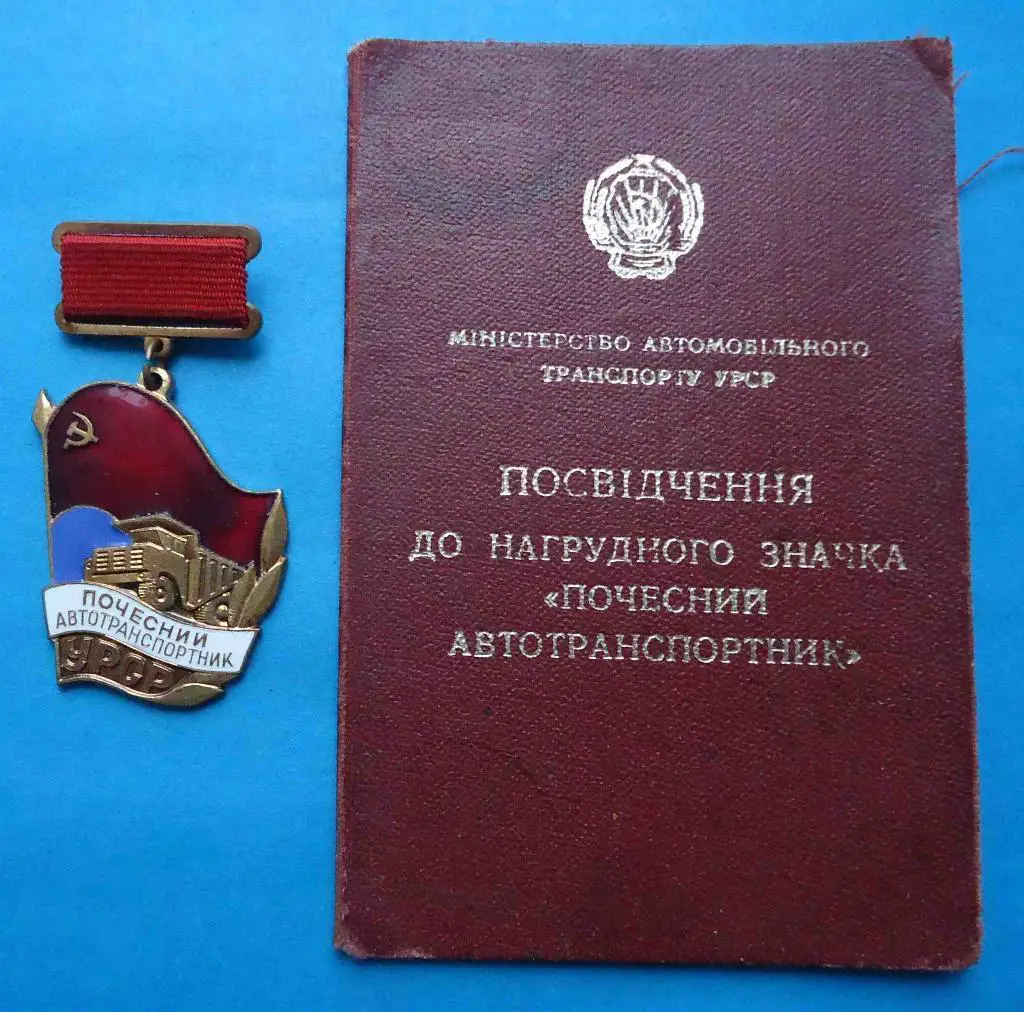 ПОЧЕСНИЙ
АВТОТРАНСПОРТНИК
УРСР
МІНІСТЕРСТВО АВТОМОБІЛЬНОГО
ТРАНСПОРТУ УРСР
ПОСВІДЧЕННЯ
ДО НАГРУДНОГО ЗНАЧКА
«ПОЧЕСНИЙ
АВТОТРАНСПОРТНИК»